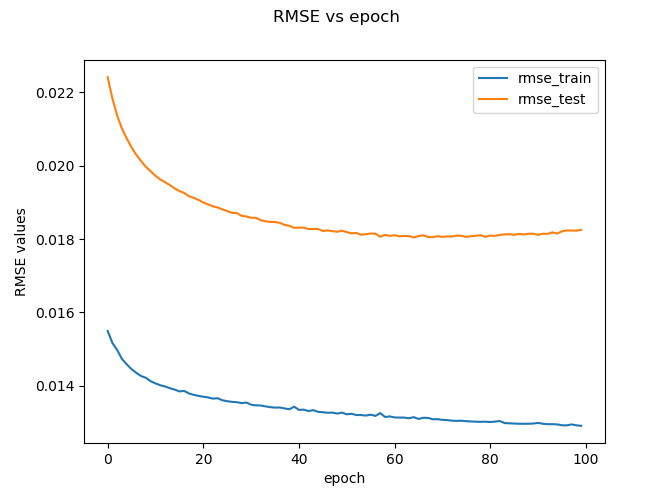 RMSE vs epoch
rmse_train
rmse_test
RMSE values
0.022
0.020
0.018
0.016
0.014
0
20
40
60
80
100
epoch